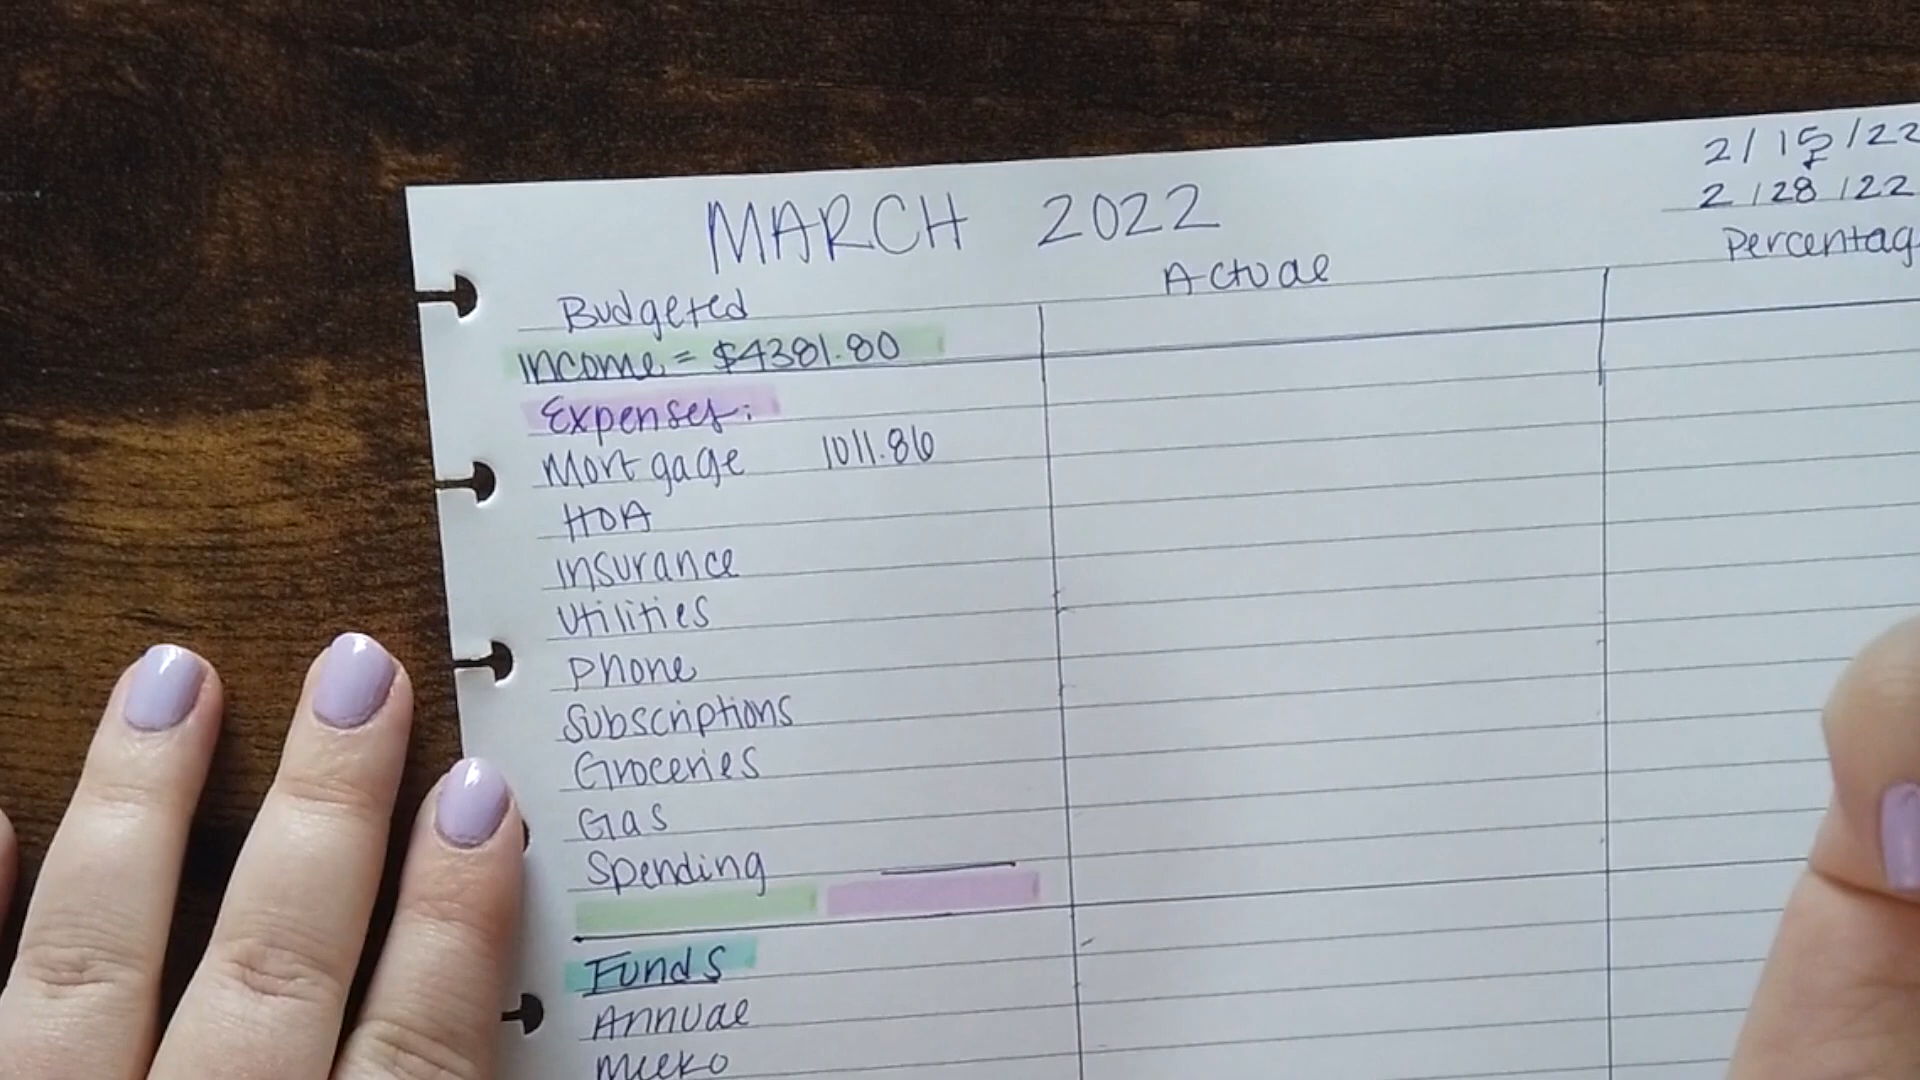 2/15/22
2/28/22
MARCH 2022
Percentag
Budgeted Actual
Income = $4381.80
Expenses:
Mortgage 1011.86
HOA
Insurance
Utilities
Phone
Subscriptions
Groceries
Gas
Spending
Funds
Annual
Meeko